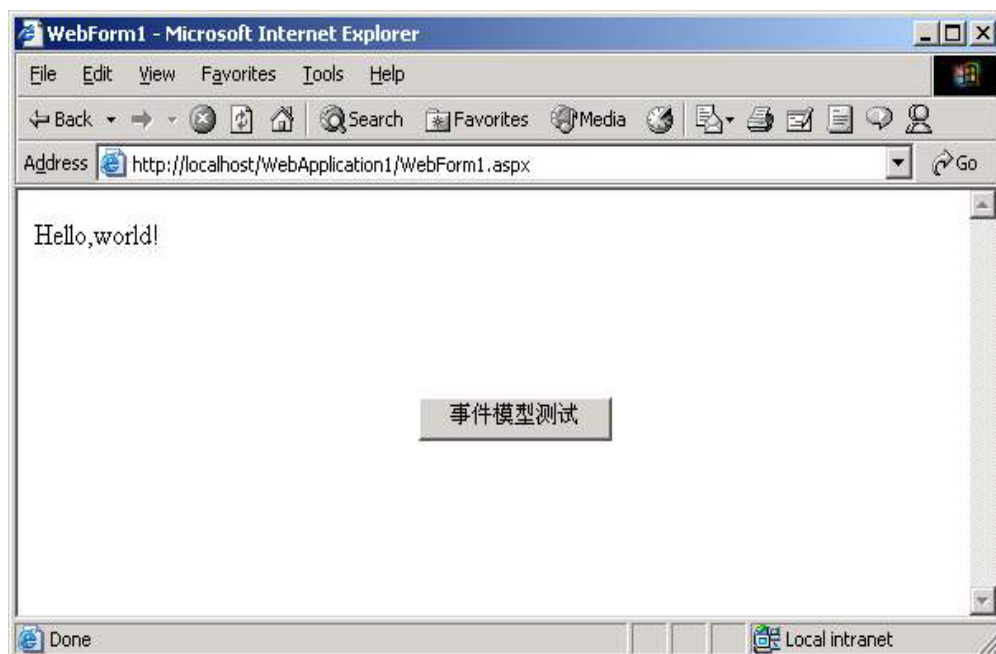 WebForm1 - Microsoft Internet Explorer
File Edit View Favorites Tools Help
Back Search Favorites Media
Address http://localhost/WebApplication1/WebForm1.aspx Go
Hello,world!
事件模型测试
Done Local intranet